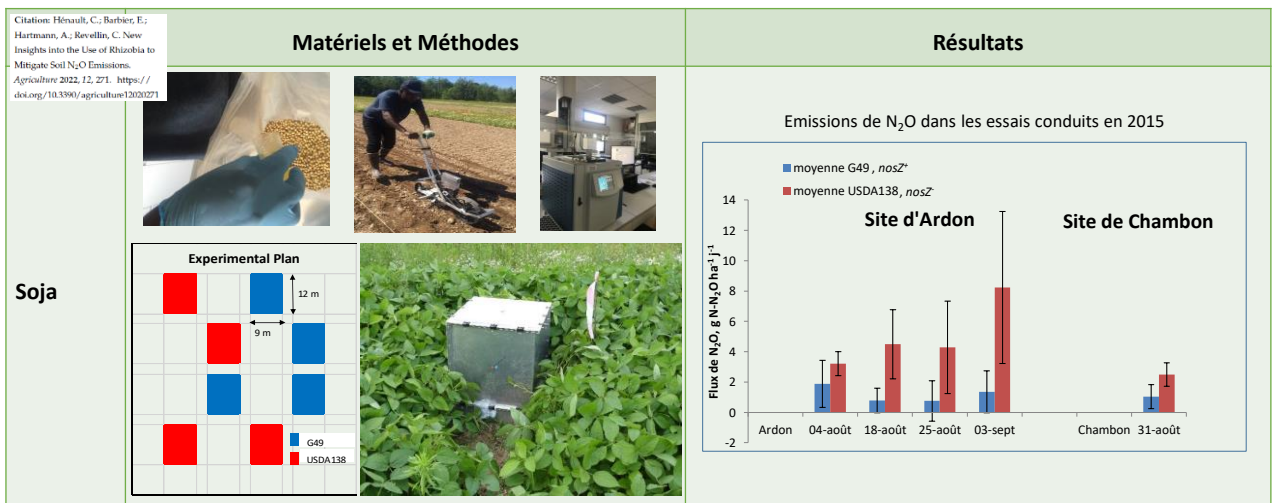 Citation: Hénault, C.; Barbier, E.;
Hartmann, A.; Revellin, C. New
Insights into the Use of Rhizobia to
Mitigate Soil N₂O Emissions.
Agriculture 2022, 12, 271. https://
doi.org/10.3390/agriculture12020271
Matériels et Méthodes
Résultats
Soja
Experimental Plan
12 m
9 m
G49
USDA138
Emissions de N₂O dans les essais conduits en 2015
moyenne G49 , nosZ⁺
moyenne USDA138, nosZ⁻
Site d'Ardon
Site de Chambon
Flux de N₂O, g N-N₂O ha⁻¹ j⁻¹
14
12
10
8
6
4
2
0
-2
Ardon 04-août 18-août 25-août 03-sept Chambon 31-août